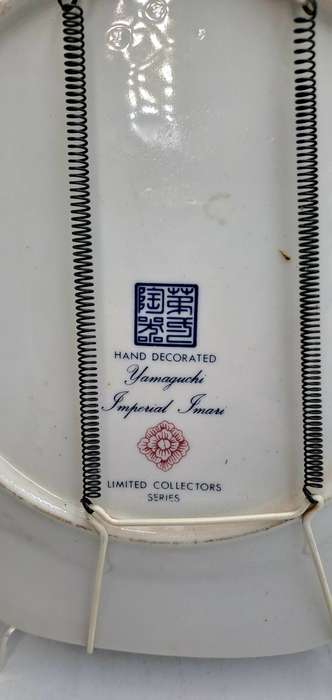 HAND DECORATED
Yamaguchi
Imperial Imari
LIMITED COLLECTORS
SERIES